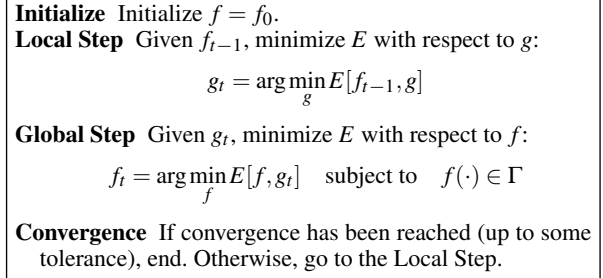 Initialize Initialize f = f₀.
Local Step Given fₜ₋₁, minimize E with respect to g:
gₜ = arg min_g E[fₜ₋₁, g]
Global Step Given gₜ, minimize E with respect to f:
fₜ = arg min_f E[f, gₜ] subject to f(·) ∈ Γ
Convergence If convergence has been reached (up to some
tolerance), end. Otherwise, go to the Local Step.